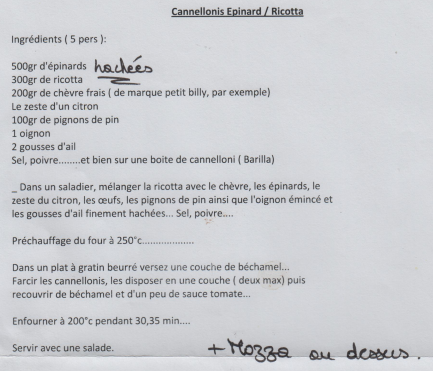 Cannellonis Epinard / Ricotta
Ingrédients ( 5 pers ) :
500gr d'épinards hachées
300gr de ricotta
200gr de chèvre frais ( de marque petit billy, par exemple)
Le zeste d'un citron
100gr de pignons de pin
1 oignon
2 gousses d'ail
Sel, poivre........et bien sur une boite de cannelloni ( Barilla)
_ Dans un saladier, mélanger la ricotta avec le chèvre, les épinards, le
zeste du citron, les œufs, les pignons de pin ainsi que l'oignon émincé et
les gousses d'ail finement hachées... Sel, poivre....
Préchauffage du four à 250°c...................
Dans un plat à gratin beurré versez une couche de béchamel...
Farcir les cannellonis, les disposer en une couche ( deux max) puis
recouvrir de béchamel et d'un peu de sauce tomate...
Enfourner à 200°c pendant 30,35 min....
Servir avec une salade.
+ Mozza au dessus.